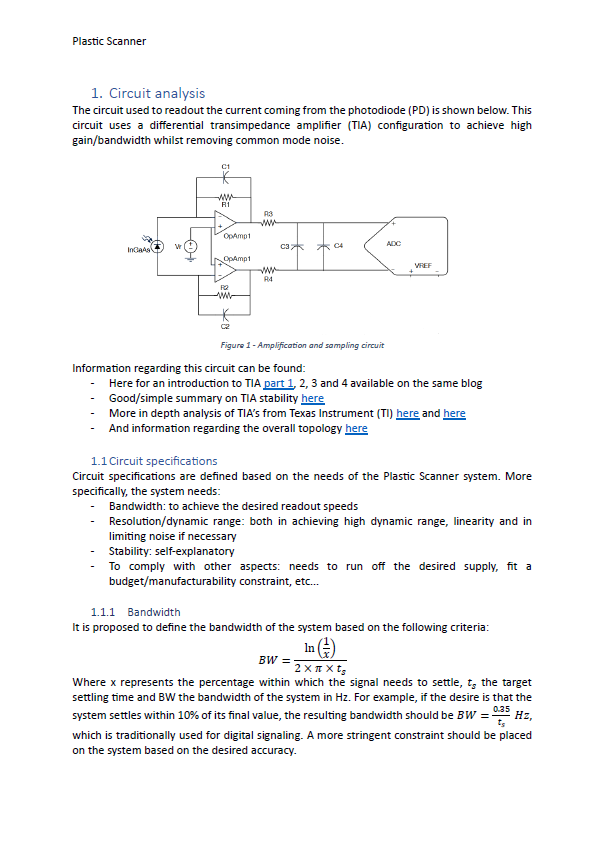 Plastic Scanner
1. Circuit analysis
The circuit used to readout the current coming from the photodiode (PD) is shown below. This
circuit uses a differential transimpedance amplifier (TIA) configuration to achieve high
gain/bandwidth whilst removing common mode noise.
C1
R1
R3
OpAmp1
InGaAs
Vr
C3
C4
ADC
OpAmp1
VREF
R4
R2
C2
Figure 1 - Amplification and sampling circuit
Information regarding this circuit can be found:
- Here for an introduction to TIA part 1, 2, 3 and 4 available on the same blog
- Good/simple summary on TIA stability here
- More in depth analysis of TIA's from Texas Instrument (TI) here and here
- And information regarding the overall topology here
1.1 Circuit specifications
Circuit specifications are defined based on the needs of the Plastic Scanner system. More
specifically, the system needs:
- Bandwidth: to achieve the desired readout speeds
- Resolution/dynamic range: both in achieving high dynamic range, linearity and in
limiting noise if necessary
- Stability: self-explanatory
- To comply with other aspects: needs to run off the desired supply, fit a
budget/manufacturability constraint, etc...
1.1.1 Bandwidth
It is proposed to define the bandwidth of the system based on the following criteria:
BW = ln(1/x) / (2 × π × t_s)
Where x represents the percentage within which the signal needs to settle, t_s the target
settling time and BW the bandwidth of the system in Hz. For example, if the desire is that the
system settles within 10% of its final value, the resulting bandwidth should be BW = 0.35/t_s Hz,
which is traditionally used for digital signaling. A more stringent constraint should be placed
on the system based on the desired accuracy.